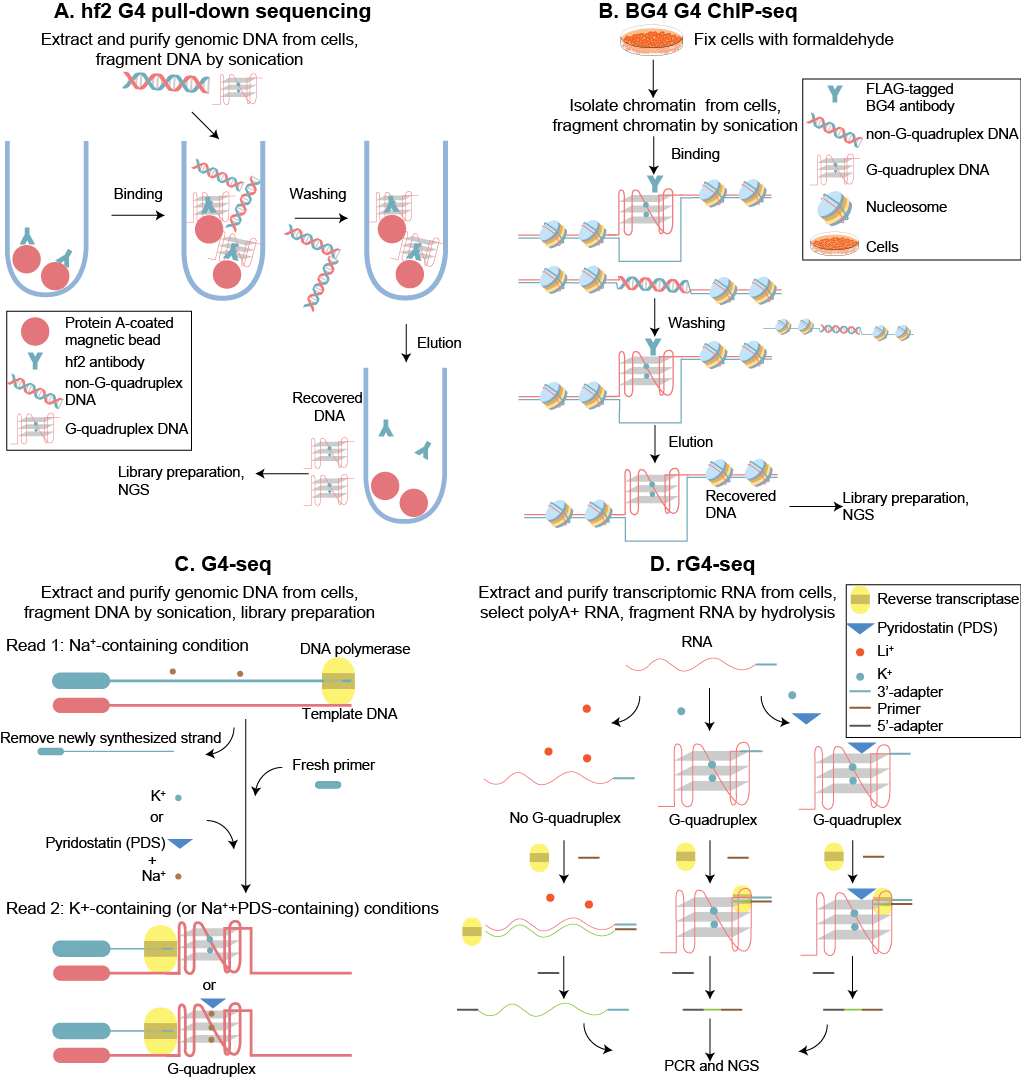 A. hf2 G4 pull-down sequencing
Extract and purify genomic DNA from cells,
fragment DNA by sonication
Binding
Washing
Elution
Protein A-coated
magnetic bead
hf2 antibody
non-G-quadruplex
DNA
G-quadruplex DNA
Recovered
DNA
Library preparation,
NGS
B. BG4 G4 ChIP-seq
Fix cells with formaldehyde
Isolate chromatin from cells,
fragment chromatin by sonication
Binding
FLAG-tagged
BG4 antibody
non-G-quadruplex DNA
G-quadruplex DNA
Nucleosome
Cells
Washing
Elution
Recovered
DNA
Library preparation,
NGS
C. G4-seq
Extract and purify genomic DNA from cells,
fragment DNA by sonication, library preparation
Read 1: Na⁺-containing condition
DNA polymerase
Template DNA
Remove newly synthesized strand
Fresh primer
K⁺
or
Pyridostatin (PDS)
+
Na⁺
Read 2: K+-containing (or Na⁺+PDS-containing) conditions
or
G-quadruplex
D. rG4-seq
Extract and purify transcriptomic RNA from cells,
select polyA+ RNA, fragment RNA by hydrolysis
RNA
Reverse transcriptase
Pyridostatin (PDS)
Li⁺
K⁺
3’-adapter
Primer
5’-adapter
No G-quadruplex
G-quadruplex
G-quadruplex
PCR and NGS